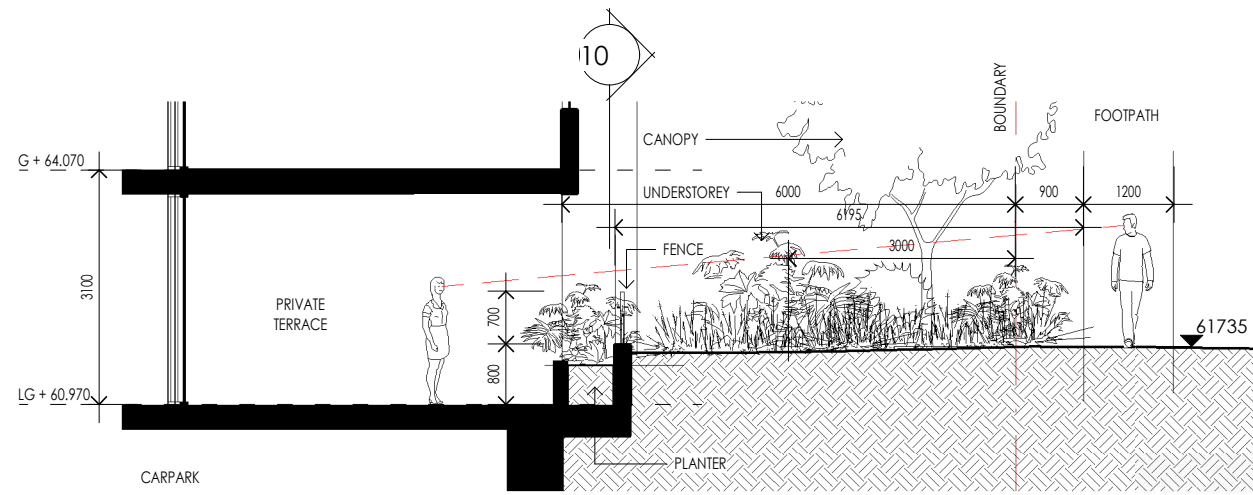 10
BOUNDARY
FOOTPATH
CANOPY
G + 64.070
UNDERSTOREY
6000
900
1200
6195
FENCE
3000
3100
PRIVATE
TERRACE
700
61735
800
LG + 60.970
PLANTER
CARPARK